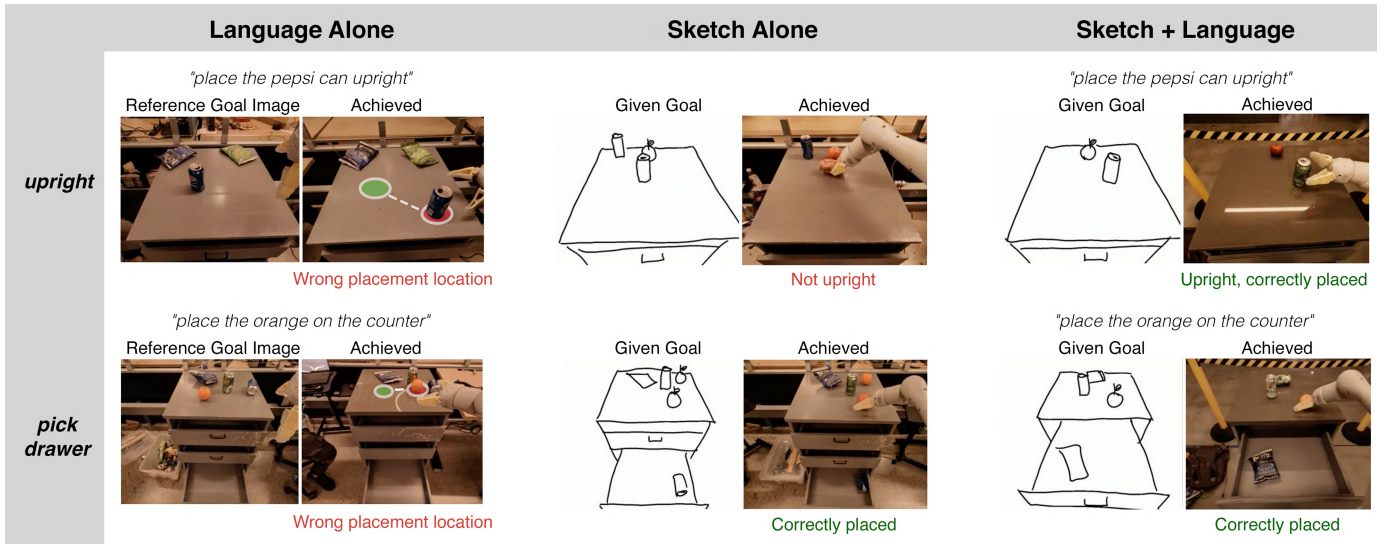 Language Alone
Sketch Alone
Sketch + Language
upright
"place the pepsi can upright"
Reference Goal Image
Achieved
Wrong placement location
Given Goal
Achieved
Not upright
"place the pepsi can upright"
Given Goal
Achieved
Upright, correctly placed
pick
drawer
"place the orange on the counter"
Reference Goal Image
Achieved
Wrong placement location
Given Goal
Achieved
Correctly placed
"place the orange on the counter"
Given Goal
Achieved
Correctly placed